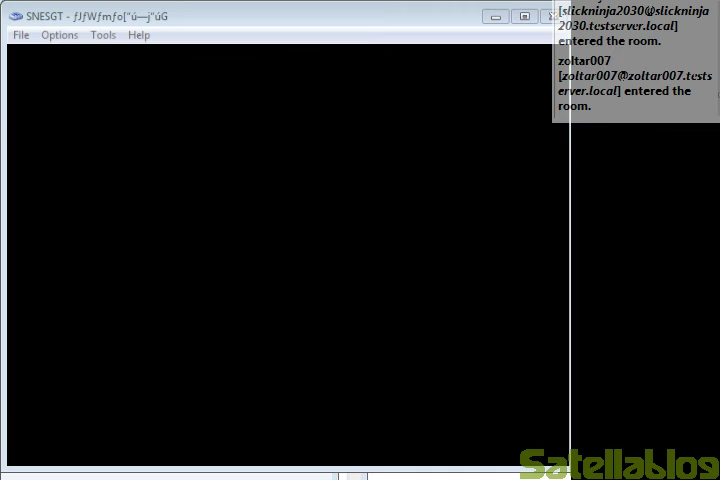 SNESGT - ƒJƒWƒmƒo[“ú—j“úG
File Options Tools Help
[slickninja2030@slickninja
2030.testserver.local]
entered the room.
zoltar007
[zoltar007@zoltar007.tests
erver.local] entered the
room.
Satellablog